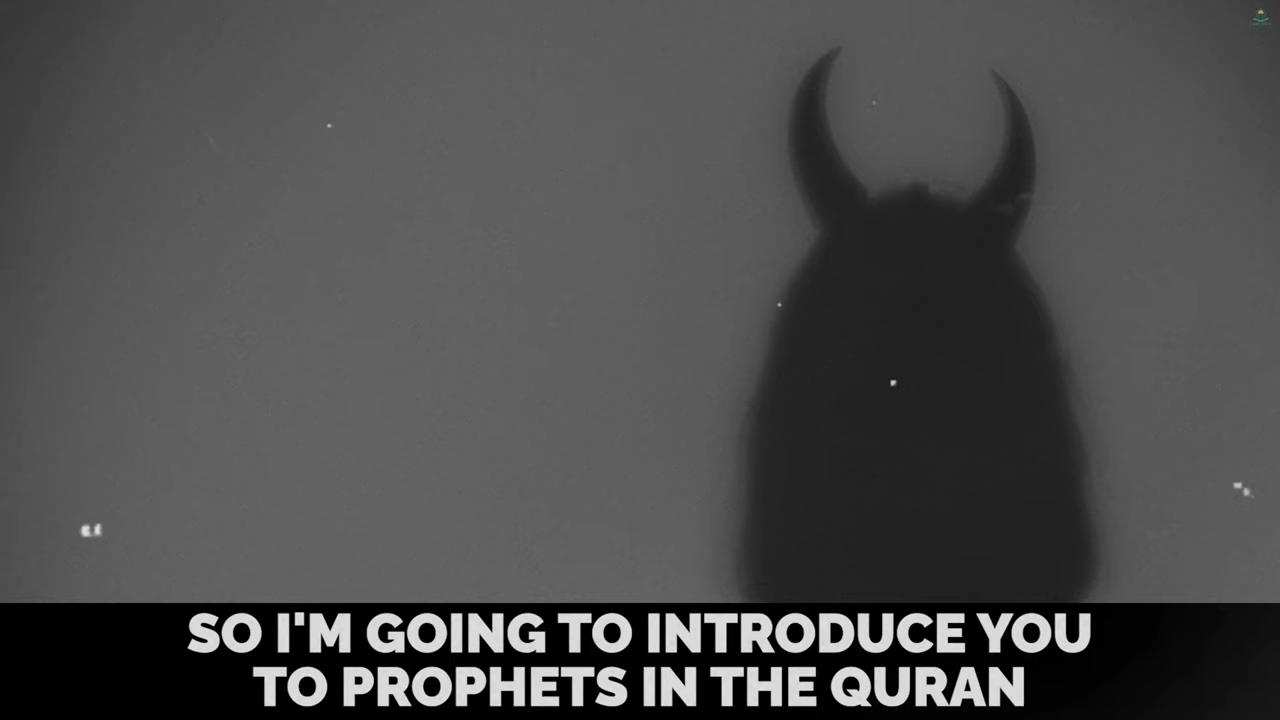 SO I'M GOING TO INTRODUCE YOU
TO PROPHETS IN THE QURAN